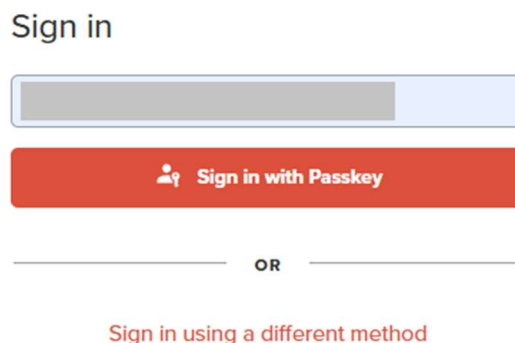 Sign in
Sign in with Passkey
OR
Sign in using a different method